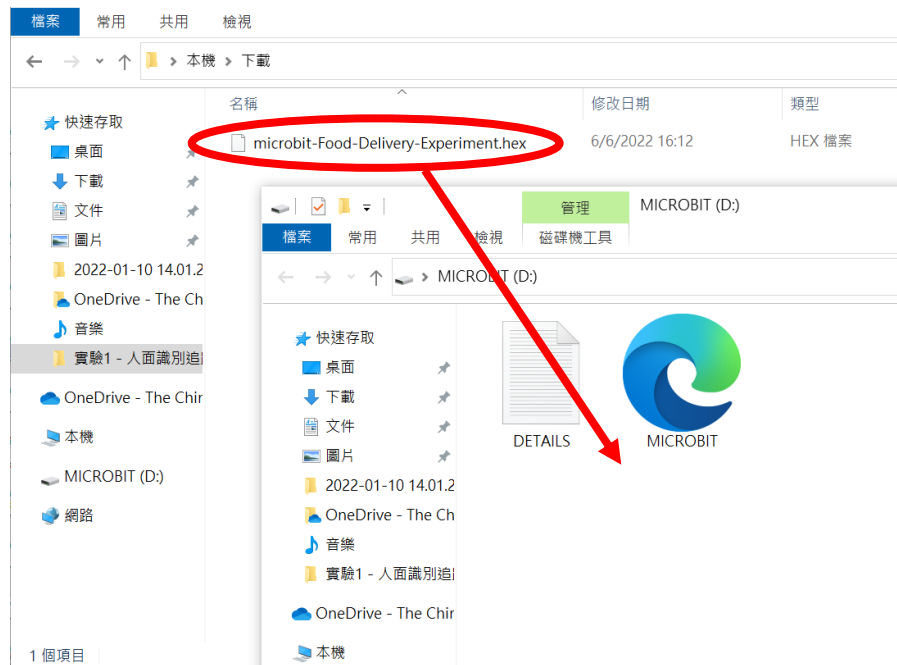 檔案 常用 共用 檢視
本機 > 下載
名稱 修改日期 類型
microbit-Food-Delivery-Experiment.hex 6/6/2022 16:12 HEX 檔案
快速存取
桌面
下載
文件
圖片
2022-01-10 14.01.2
OneDrive - The Ch
音樂
實驗1 - 人面識別追
OneDrive - The Chir
本機
MICROBIT (D:)
網路
1 個項目
管理 MICROBIT (D:)
檔案 常用 共用 檢視 磁碟機工具
> MICROBIT (D:)
快速存取
桌面
下載
文件
圖片
2022-01-10 14.01.2
OneDrive - The Ch
音樂
實驗1 - 人面識別追
OneDrive - The Chir
本機
DETAILS MICROBIT